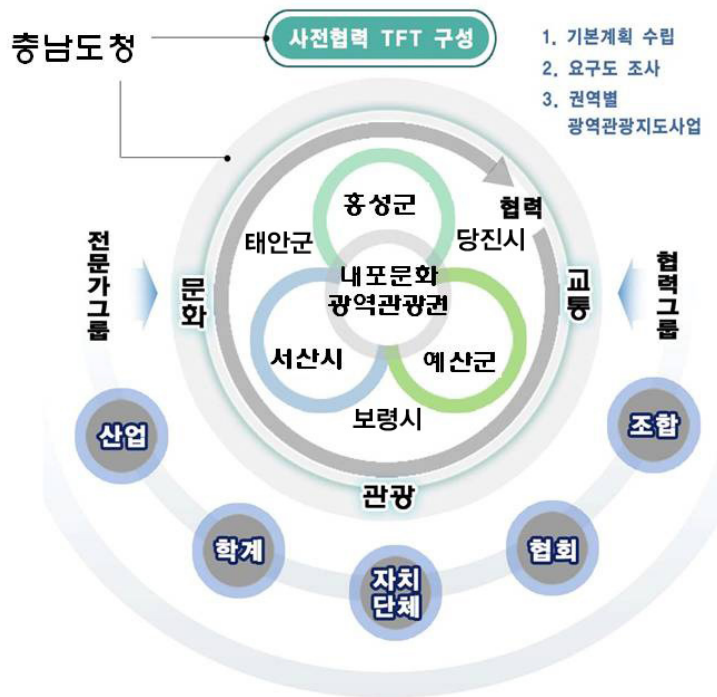 충남도청
사전협력 TFT 구성
1. 기본계획 수립
2. 요구도 조사
3. 권역별
광역관광지도사업
홍성군
협력
태안군
당진시
전문가그룹
문화
내포문화
광역관광권
교통
협력그룹
서산시
예산군
보령시
산업
조합
관광
학계
협회
자치
단체